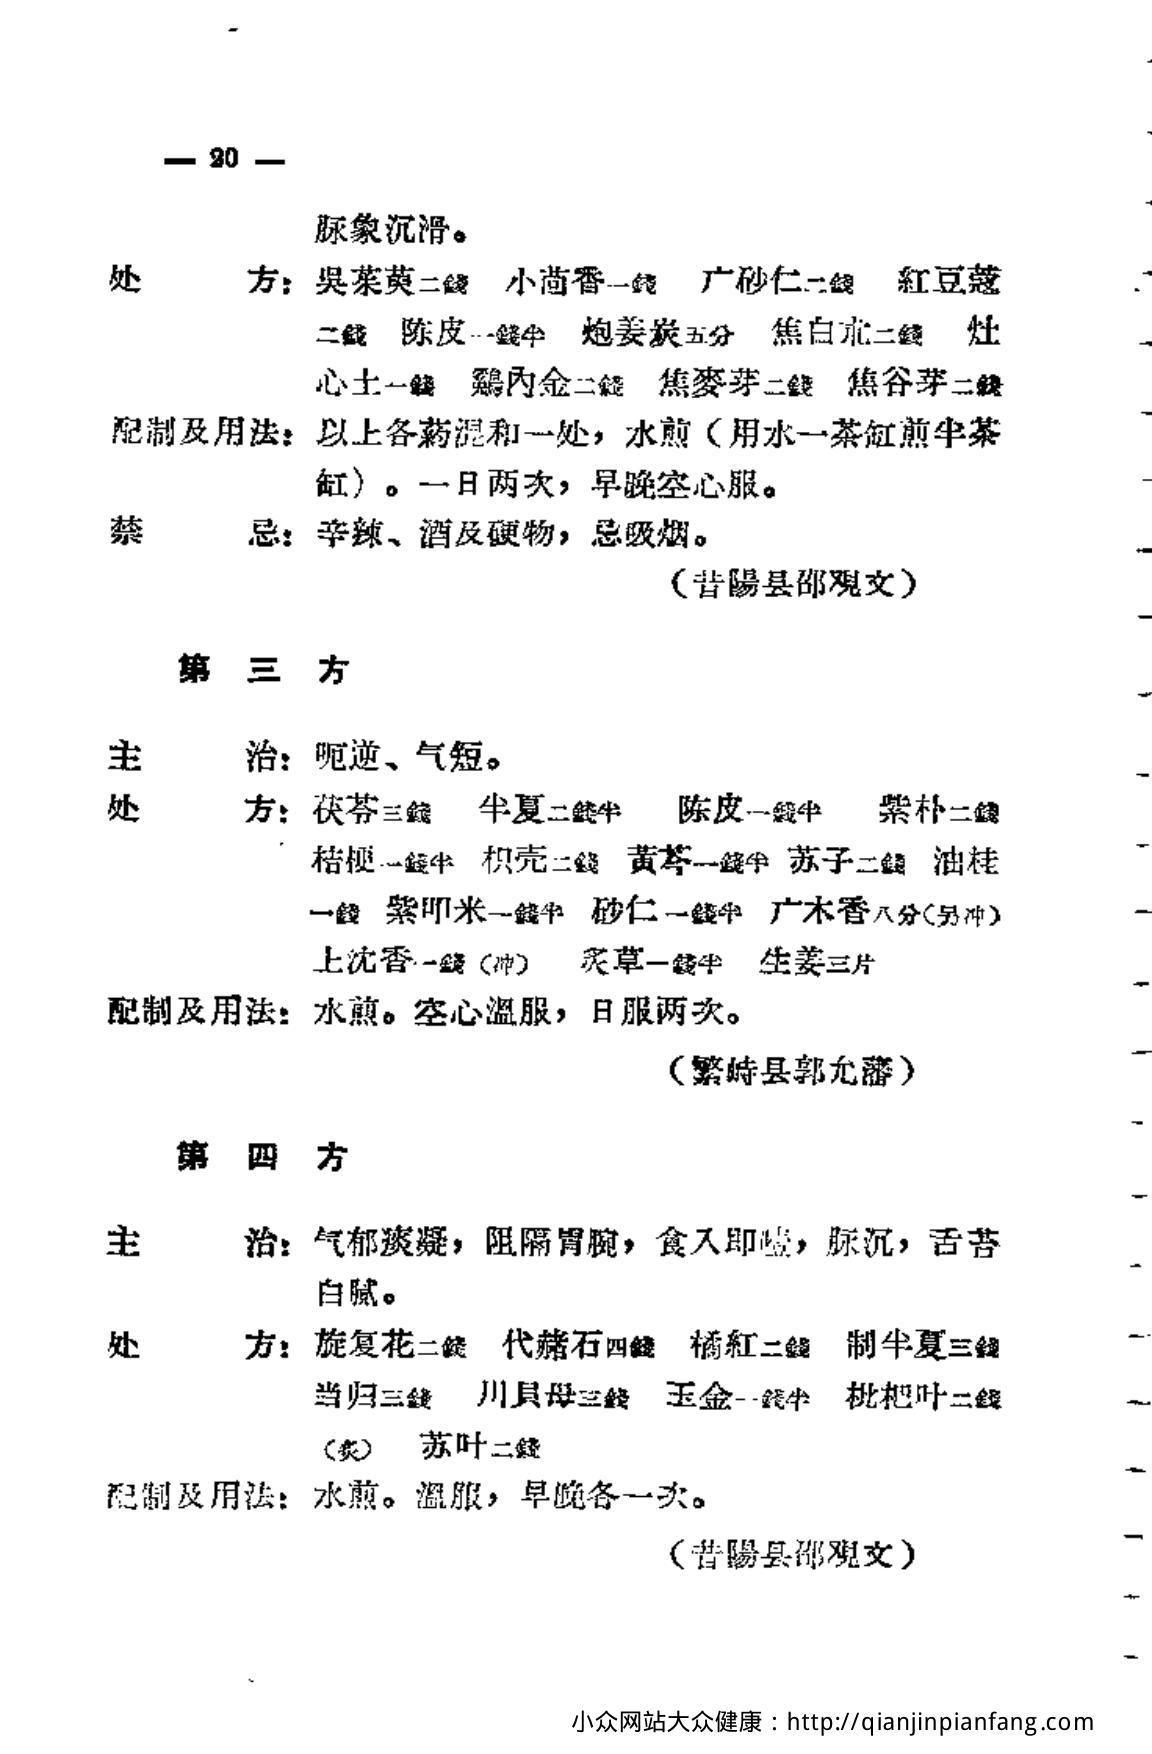 — 20 —
脉象沉滑。
处 方：吳茱萸二錢 小茴香一錢 广砂仁二錢 紅豆蔻
二錢 陈皮一錢半 炮姜炭五分 焦白朮二錢 灶
心土一錢 鷄內金二錢 焦麥芽二錢 焦谷芽二錢
配制及用法：以上各葯混和一处，水煎（用水一茶缸煎半茶
缸）。一日两次，早晚空心服。
禁 忌：辛辣、酒及硬物，忌吸烟。
（昔陽县邵观文）
第 三 方
主 治：呃逆、气短。
处 方：茯苓三錢 半夏二錢半 陈皮一錢半 紫朴二錢
桔梗一錢半 枳壳二錢 黃芩一錢半 苏子二錢 油桂
一錢 紫叩米一錢半 砂仁一錢半 广木香八分（另冲）
上沈香一錢（冲） 炙草一錢半 生姜三片
配制及用法：水煎。空心溫服，日服两次。
（繁峙县郭允藩）
第 四 方
主 治：气郁痰凝，阻隔胃腕，食入即噎，脉沉，舌苔
白腻。
处 方：旋复花二錢 代赭石四錢 橘紅二錢 制半夏三錢
当归三錢 川貝母三錢 玉金一錢半 枇杷叶二錢
（炙） 苏叶二錢
配制及用法：水煎。溫服，早晚各一次。
（昔陽县邵观文）
小众网站大众健康：http://qianjinpianfang.com